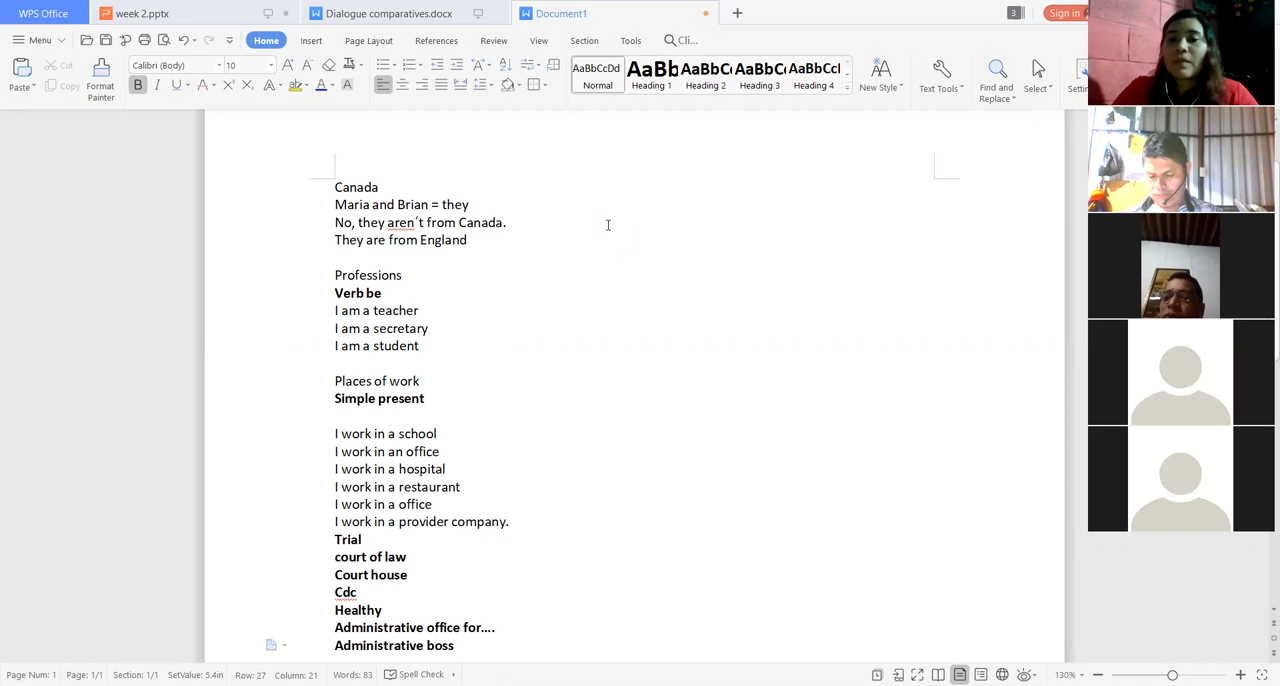 WPS Office
week 2.pptx
Dialogue comparatives.docx
Document1
3
Sign in
Menu
Home
Insert
Page Layout
References
Review
View
Section
Tools
Cli...
Paste
Cut
Copy
Format Painter
Calibri (Body)
10
AaBbCcDd
Normal
AaBb
Heading 1
AaBbC
Heading 2
AaBbC
Heading 3
AaBbCcI
Heading 4
New Style
Text Tools
Find and Replace
Select
Canada
Maria and Brian = they
No, they aren´t from Canada.
They are from England
Professions
Verb be
I am a teacher
I am a secretary
I am a student
Places of work
Simple present
I work in a school
I work in an office
I work in a hospital
I work in a restaurant
I work in a office
I work in a provider company.
Trial
court of law
Court house
Cdc
Healthy
Administrative office for....
Administrative boss
Page Num: 1
Page: 1/1
Section: 1/1
SetValue: 5.4in
Row: 27
Column: 21
Words: 83
Spell Check
130%